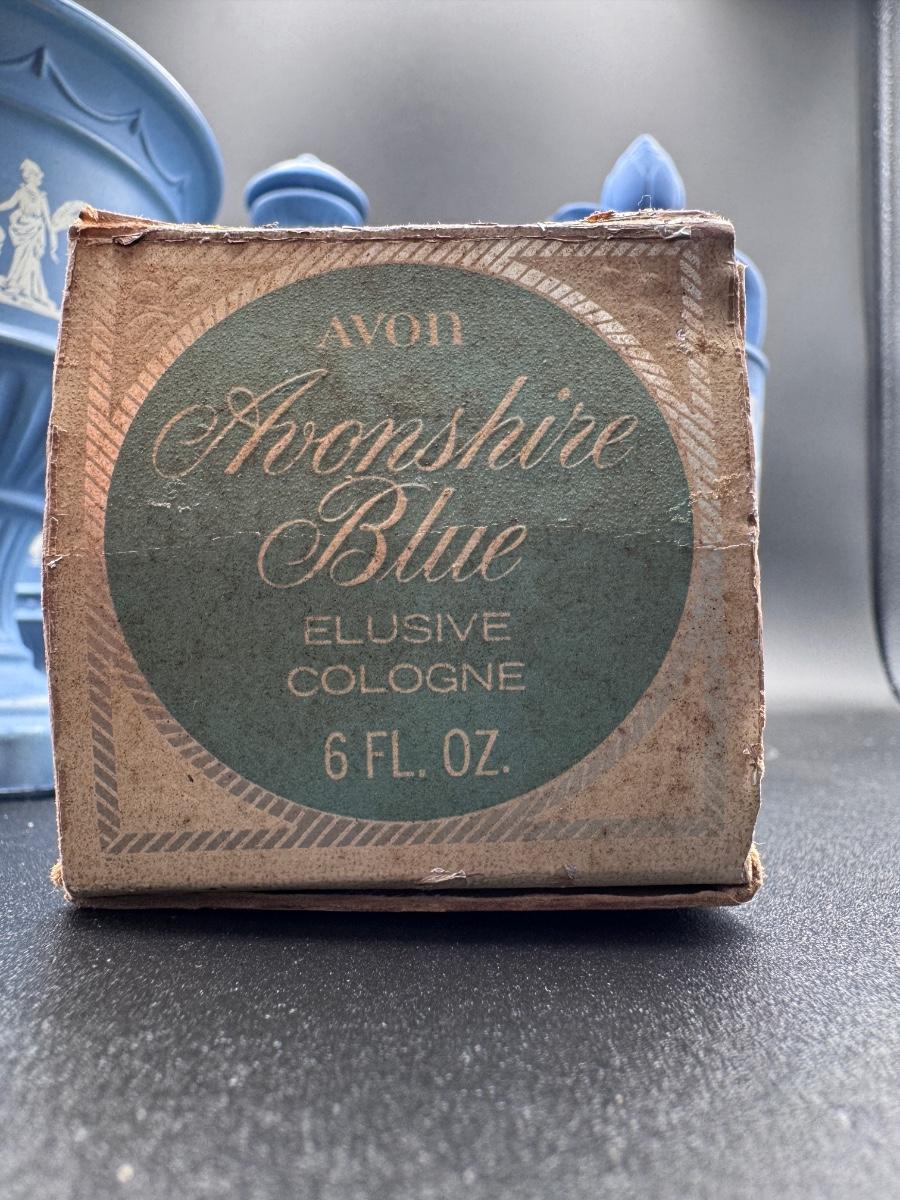 AVON
Avonshire
Blue
ELUSIVE
COLOGNE
6 FL. OZ.